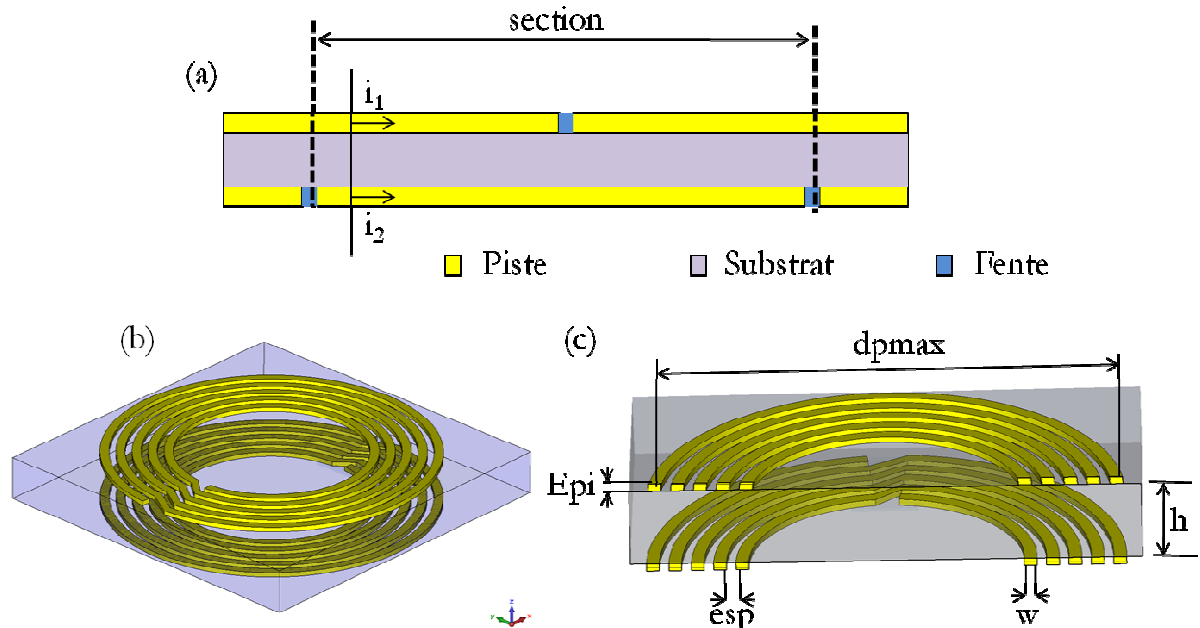 section
(a)
i1
i2
Piste
Substrat
Fente
(b)
(c)
dpmax
Epi
h
esp
w
z
y
x